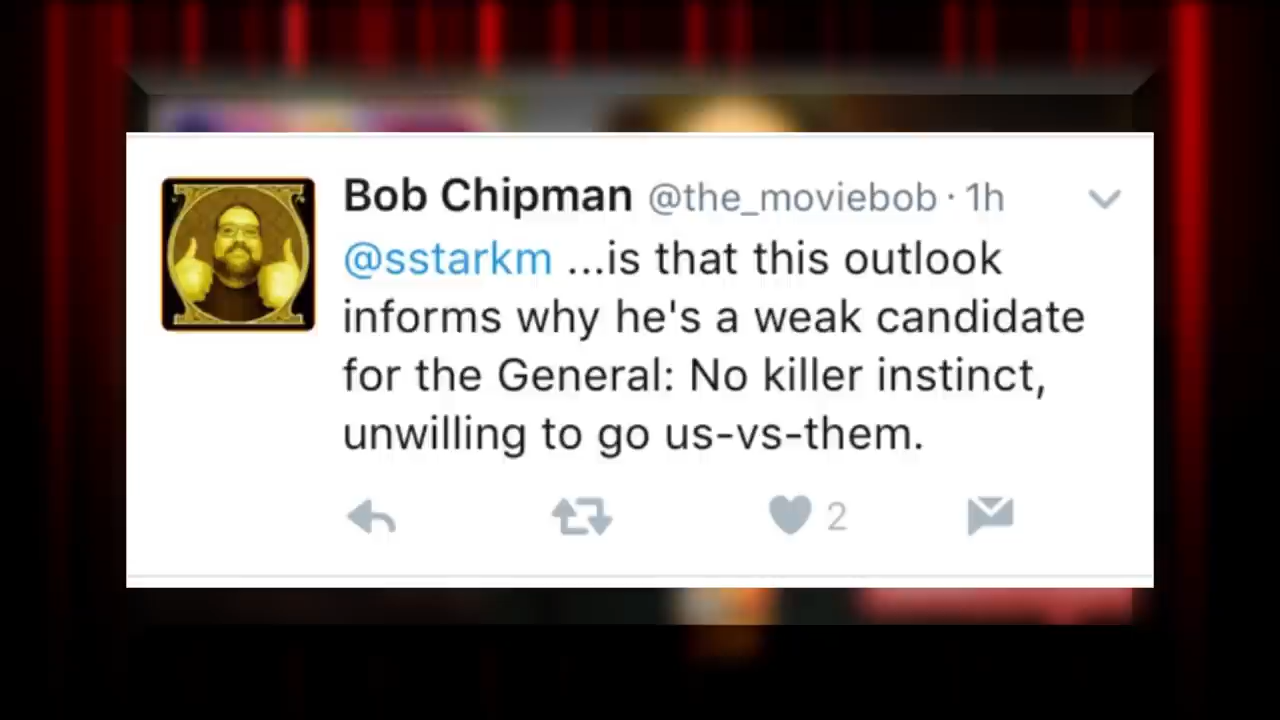 Bob Chipman @the_moviebob · 1h
@sstarkm ...is that this outlook
informs why he's a weak candidate
for the General: No killer instinct,
unwilling to go us-vs-them.
2